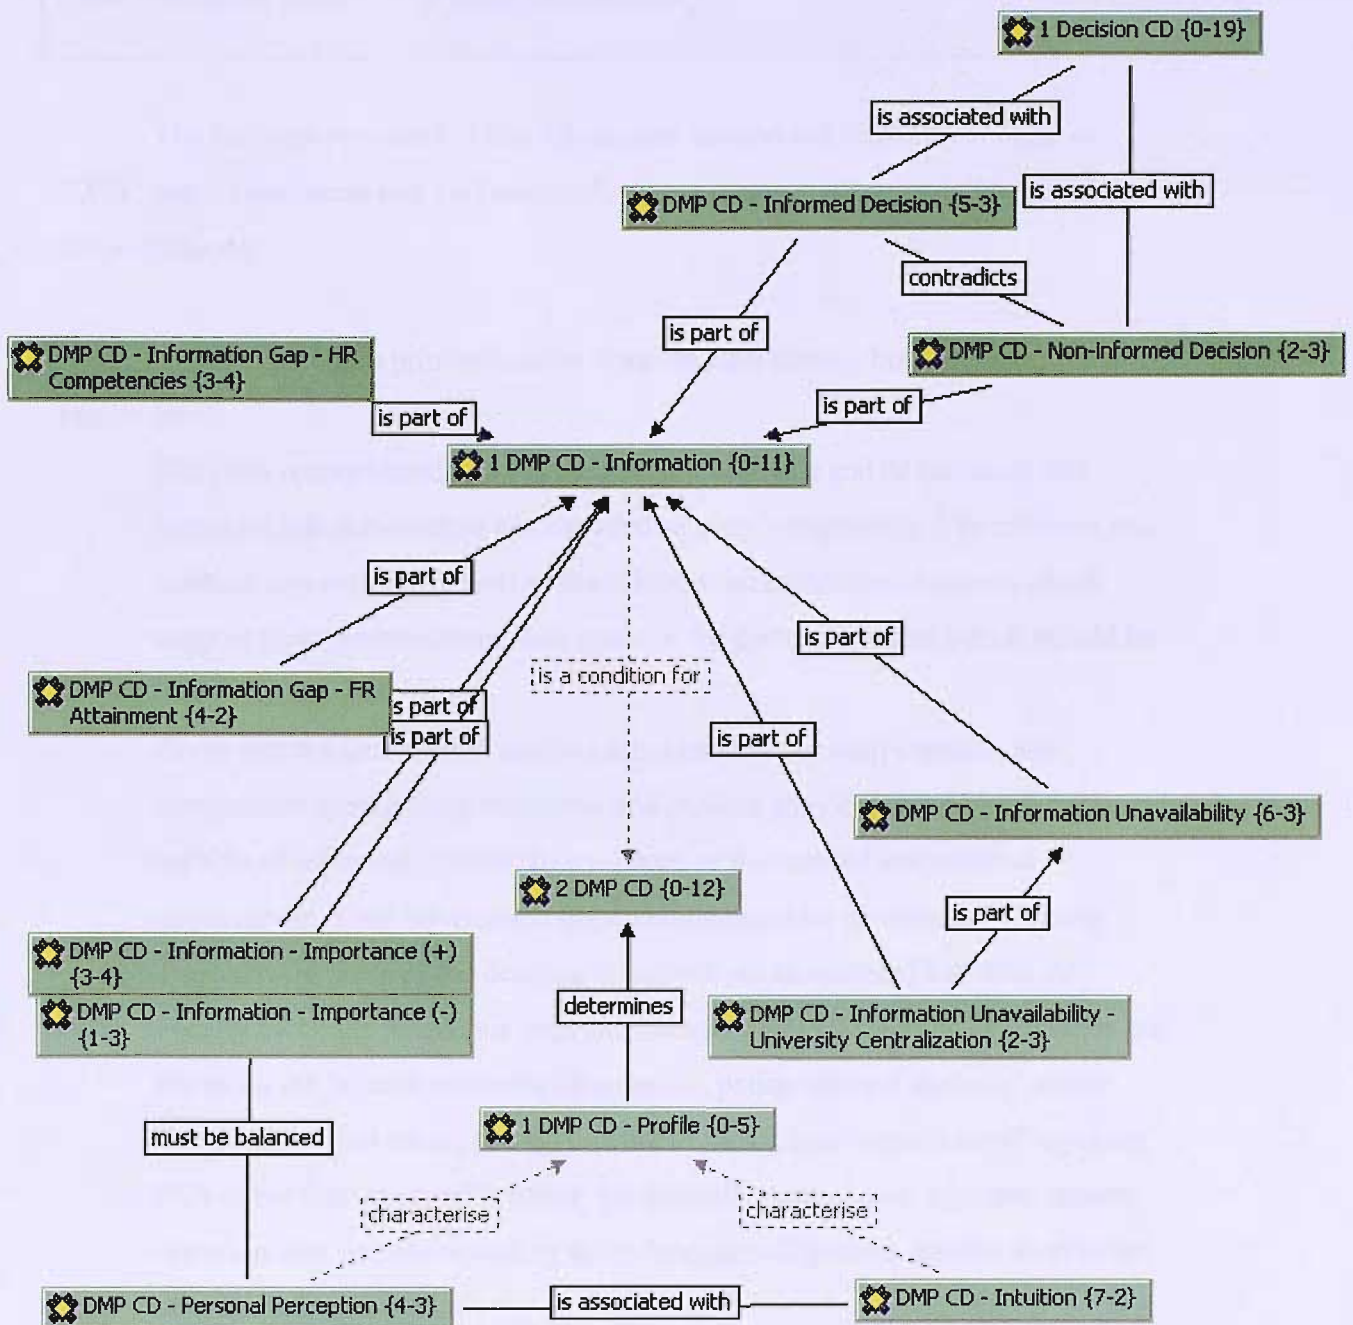 1 Decision CD {0-19}
is associated with
DMP CD - Informed Decision {5-3}
is associated with
contradicts
is part of
DMP CD - Information Gap - HR
Competencies {3-4}
DMP CD - Non-informed Decision {2-3}
is part of
is part of
1 DMP CD - Information {0-11}
is part of
is part of
is a condition for
DMP CD - Information Gap - FR
Attainment {4-2}
is part of
is part of
is part of
DMP CD - Information Unavailability {6-3}
2 DMP CD {0-12}
is part of
DMP CD - Information - Importance (+)
{3-4}
determines
DMP CD - Information - Importance (-)
{1-3}
DMP CD - Information Unavailability -
University Centralization {2-3}
1 DMP CD - Profile {0-5}
must be balanced
characterise
characterise
DMP CD - Personal Perception {4-3}
is associated with
DMP CD - Intuition {7-2}